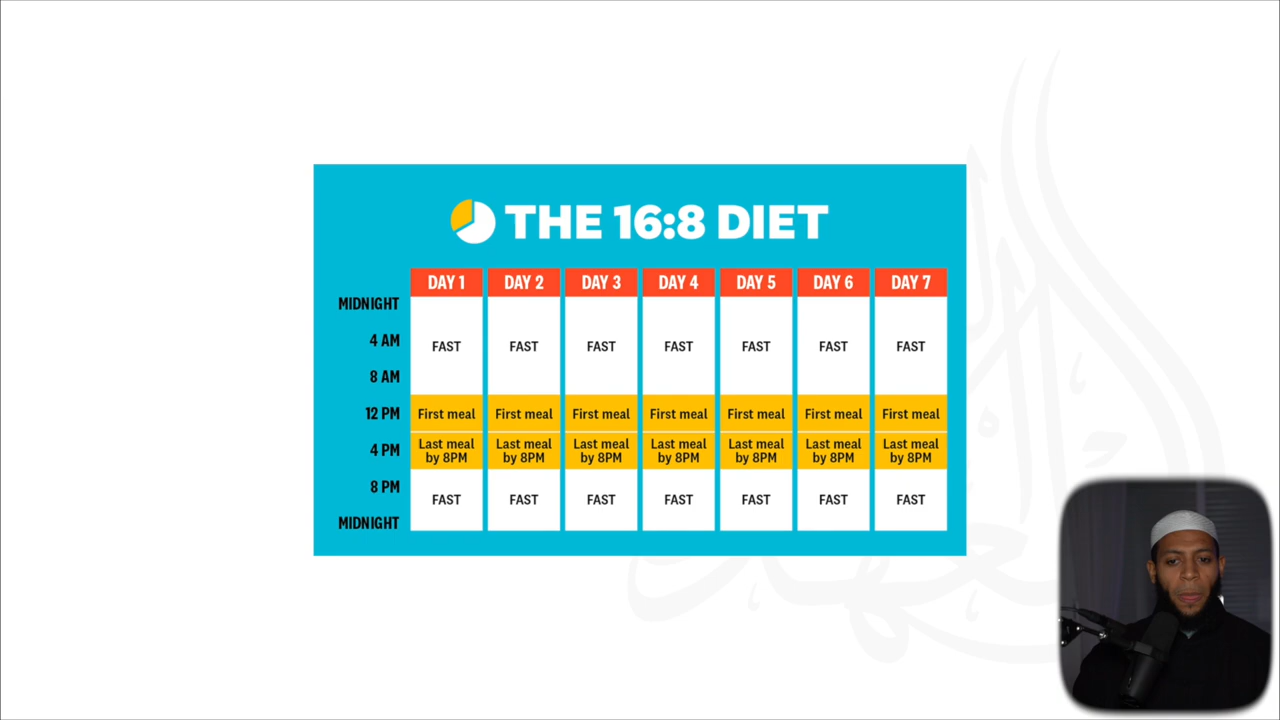 THE 16:8 DIET
DAY 1 DAY 2 DAY 3 DAY 4 DAY 5 DAY 6 DAY 7
MIDNIGHT
4 AM FAST FAST FAST FAST FAST FAST FAST
8 AM
12 PM First meal First meal First meal First meal First meal First meal First meal
4 PM Last meal Last meal Last meal Last meal Last meal Last meal Last meal
by 8PM by 8PM by 8PM by 8PM by 8PM by 8PM by 8PM
8 PM FAST FAST FAST FAST FAST FAST FAST
MIDNIGHT